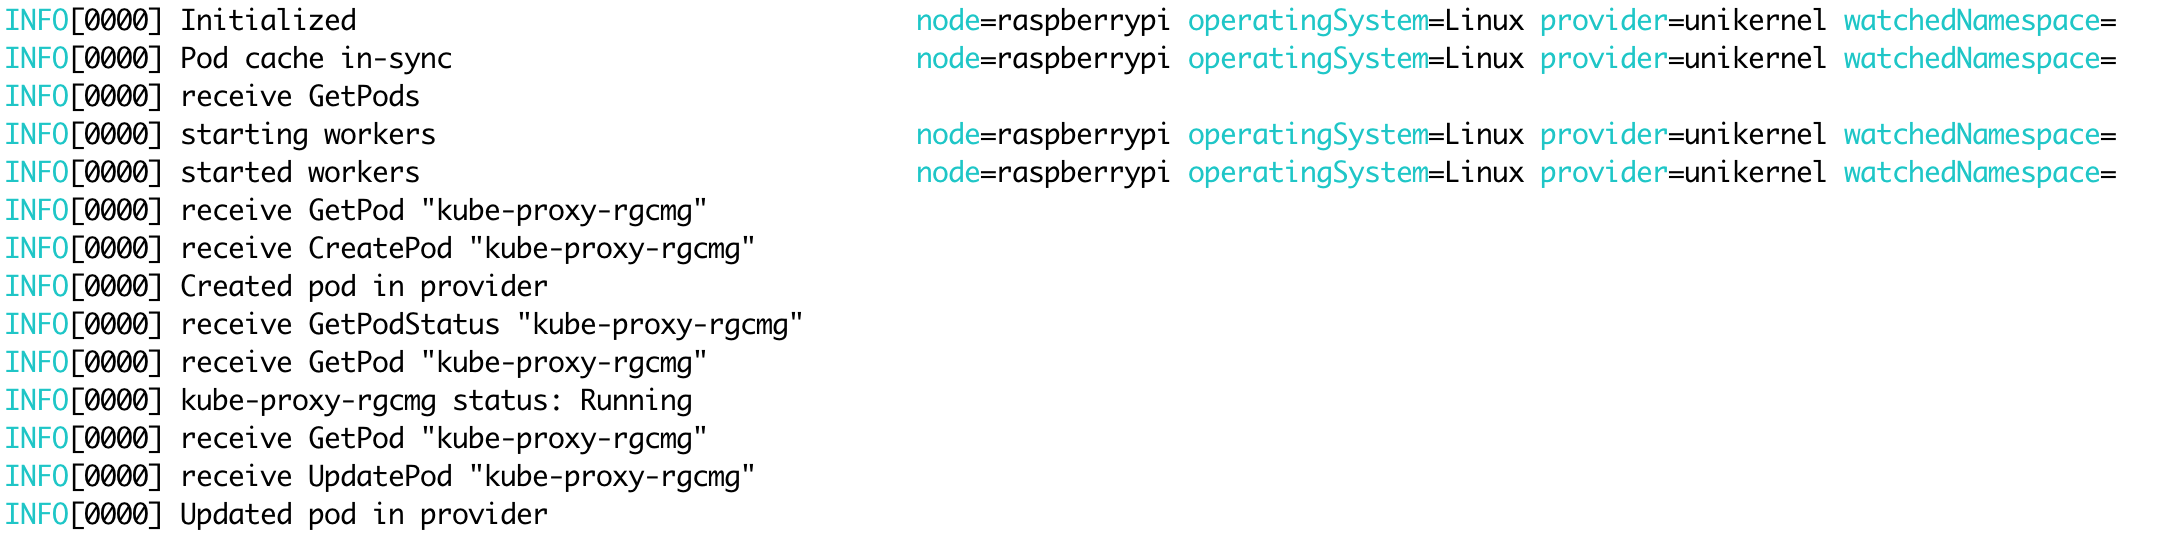 INFO[0000] Initialized node=raspberrypi operatingSystem=Linux provider=unikernel watchedNamespace=
INFO[0000] Pod cache in-sync node=raspberrypi operatingSystem=Linux provider=unikernel watchedNamespace=
INFO[0000] receive GetPods
INFO[0000] starting workers node=raspberrypi operatingSystem=Linux provider=unikernel watchedNamespace=
INFO[0000] started workers node=raspberrypi operatingSystem=Linux provider=unikernel watchedNamespace=
INFO[0000] receive GetPod "kube-proxy-rgcmg"
INFO[0000] receive CreatePod "kube-proxy-rgcmg"
INFO[0000] Created pod in provider
INFO[0000] receive GetPodStatus "kube-proxy-rgcmg"
INFO[0000] receive GetPod "kube-proxy-rgcmg"
INFO[0000] kube-proxy-rgcmg status: Running
INFO[0000] receive GetPod "kube-proxy-rgcmg"
INFO[0000] receive UpdatePod "kube-proxy-rgcmg"
INFO[0000] Updated pod in provider